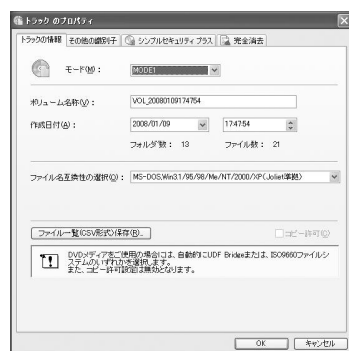 トラック のプロパティ
トラックの情報 その他の識別子 シンプルセキュリティ プラス 完全消去
モード(M)： MODE1
ボリューム名称(V)： VOL_20080109174754
作成日付(A)： 2008/01/09 17:47:54
フォルダ数： 13 ファイル数： 21
ファイル名互換性の選択(C)： MS-DOS,Win3.1/95/98/Me/NT/2000/XP(Joliet準拠)
ファイル一覧(CSV形式)保存(R)... コピー許可(C)
DVDメディアをご使用の場合には、自動的にUDF Bridgeまたは、ISO9660ファイルシ
ステムのいずれかを選択します。
また、コピー許可設定は無効となります。
OK キャンセル